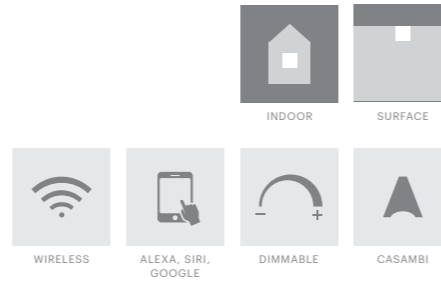 INDOOR
SURFACE
WIRELESS
ALEXA, SIRI,
GOOGLE
DIMMABLE
CASAMBI